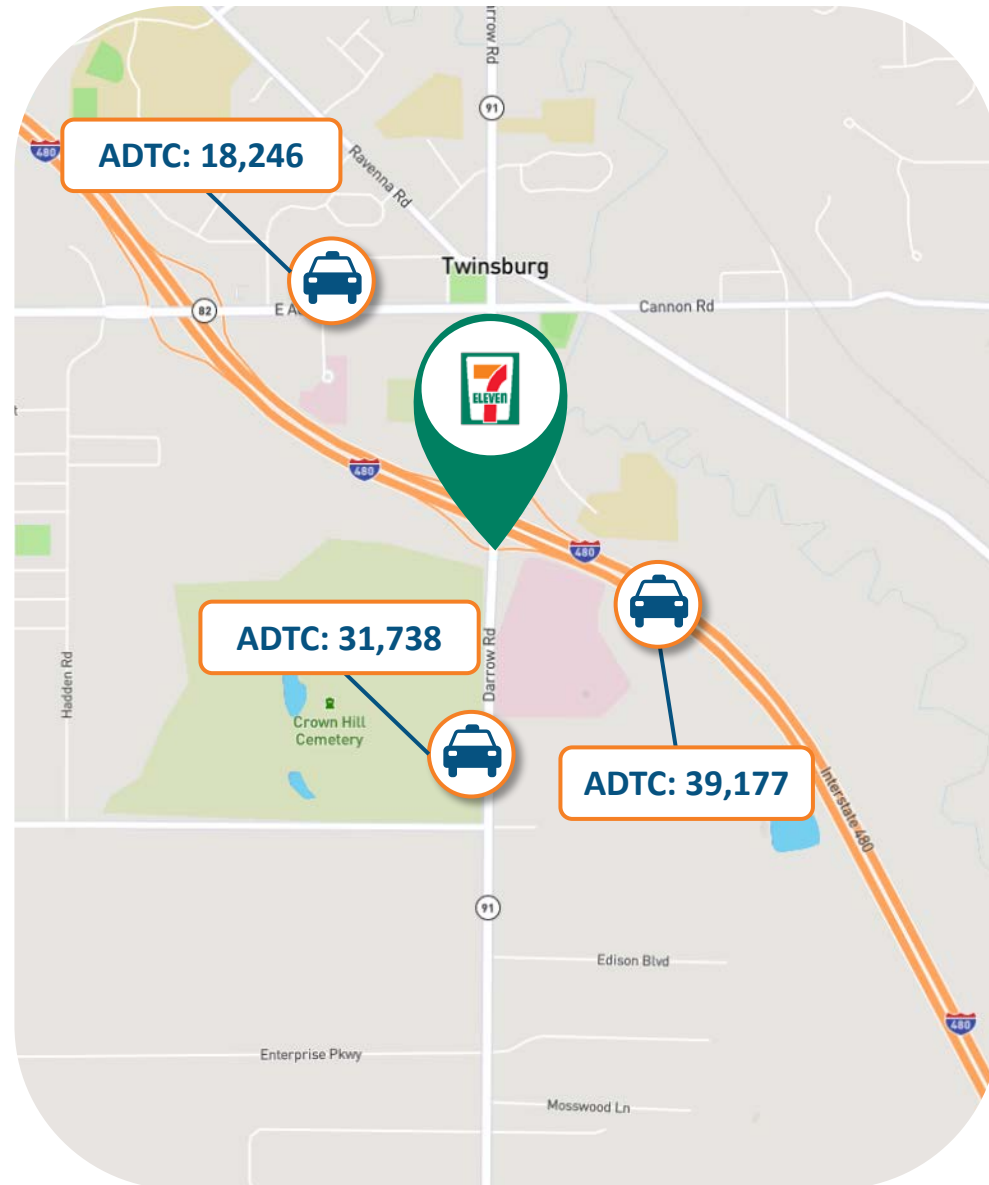 Darrow Rd
91
480
ADTC: 18,246
Ravenna Rd
Twinsburg
82
Cannon Rd
7
ELEVEN
480
480
ADTC: 31,738
Hadden Rd
Darrow Rd
Crown Hill
Cemetery
ADTC: 39,177
Interstate 480
91
Edison Blvd
480
Enterprise Pkwy
Mosswood Ln